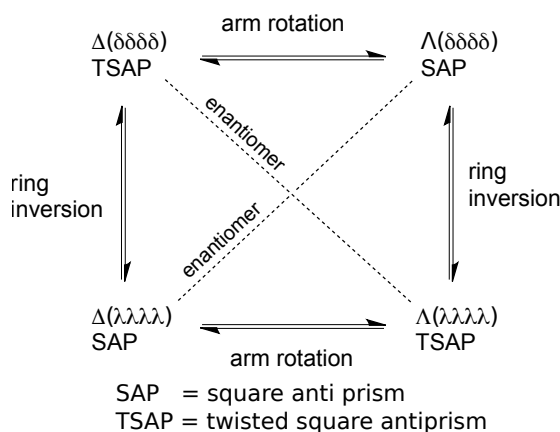 Δ(δδδδ)
TSAP
arm rotation
Λ(δδδδ)
SAP
enantiomer
enantiomer
ring
inversion
ring
inversion
Δ(λλλλ)
SAP
arm rotation
Λ(λλλλ)
TSAP
SAP = square anti prism
TSAP = twisted square antiprism